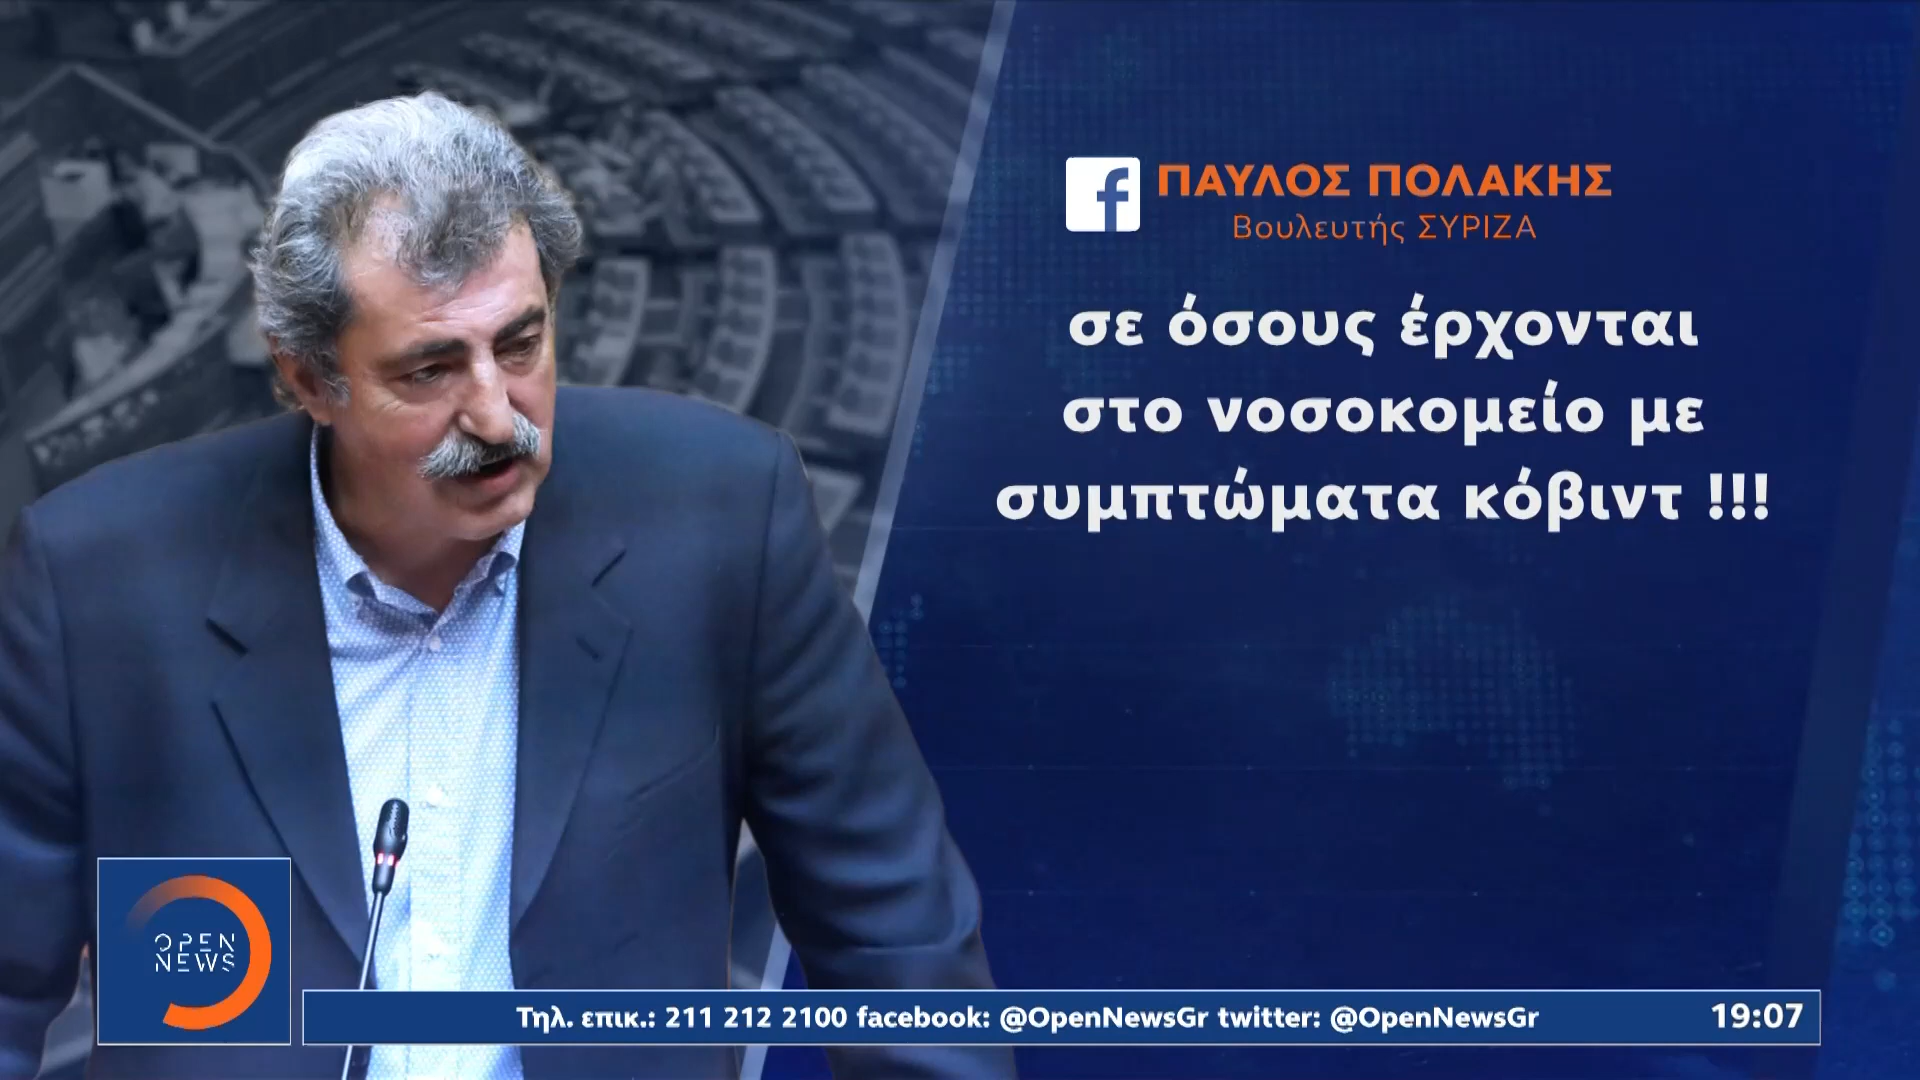 ΠΑΥΛΟΣ ΠΟΛΑΚΗΣ
Βουλευτής ΣΥΡΙΖΑ
σε όσους έρχονται
στο νοσοκομείο με
συμπτώματα κόβιντ !!!
OPEN
NEWS
Τηλ. επικ.: 211 212 2100 facebook: @OpenNewsGr twitter: @OpenNewsGr
19:07